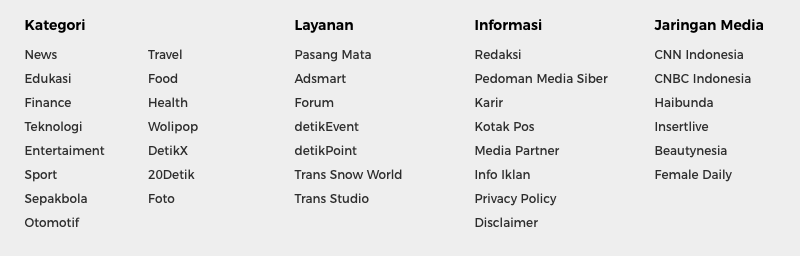 Kategori
News
Edukasi
Finance
Teknologi
Entertaiment
Sport
Sepakbola
Otomotif
Travel
Food
Health
Wolipop
DetikX
20Detik
Foto
Layanan
Pasang Mata
Adsmart
Forum
detikEvent
detikPoint
Trans Snow World
Trans Studio
Informasi
Redaksi
Pedoman Media Siber
Karir
Kotak Pos
Media Partner
Info Iklan
Privacy Policy
Disclaimer
Jaringan Media
CNN Indonesia
CNBC Indonesia
Haibunda
Insertlive
Beautynesia
Female Daily